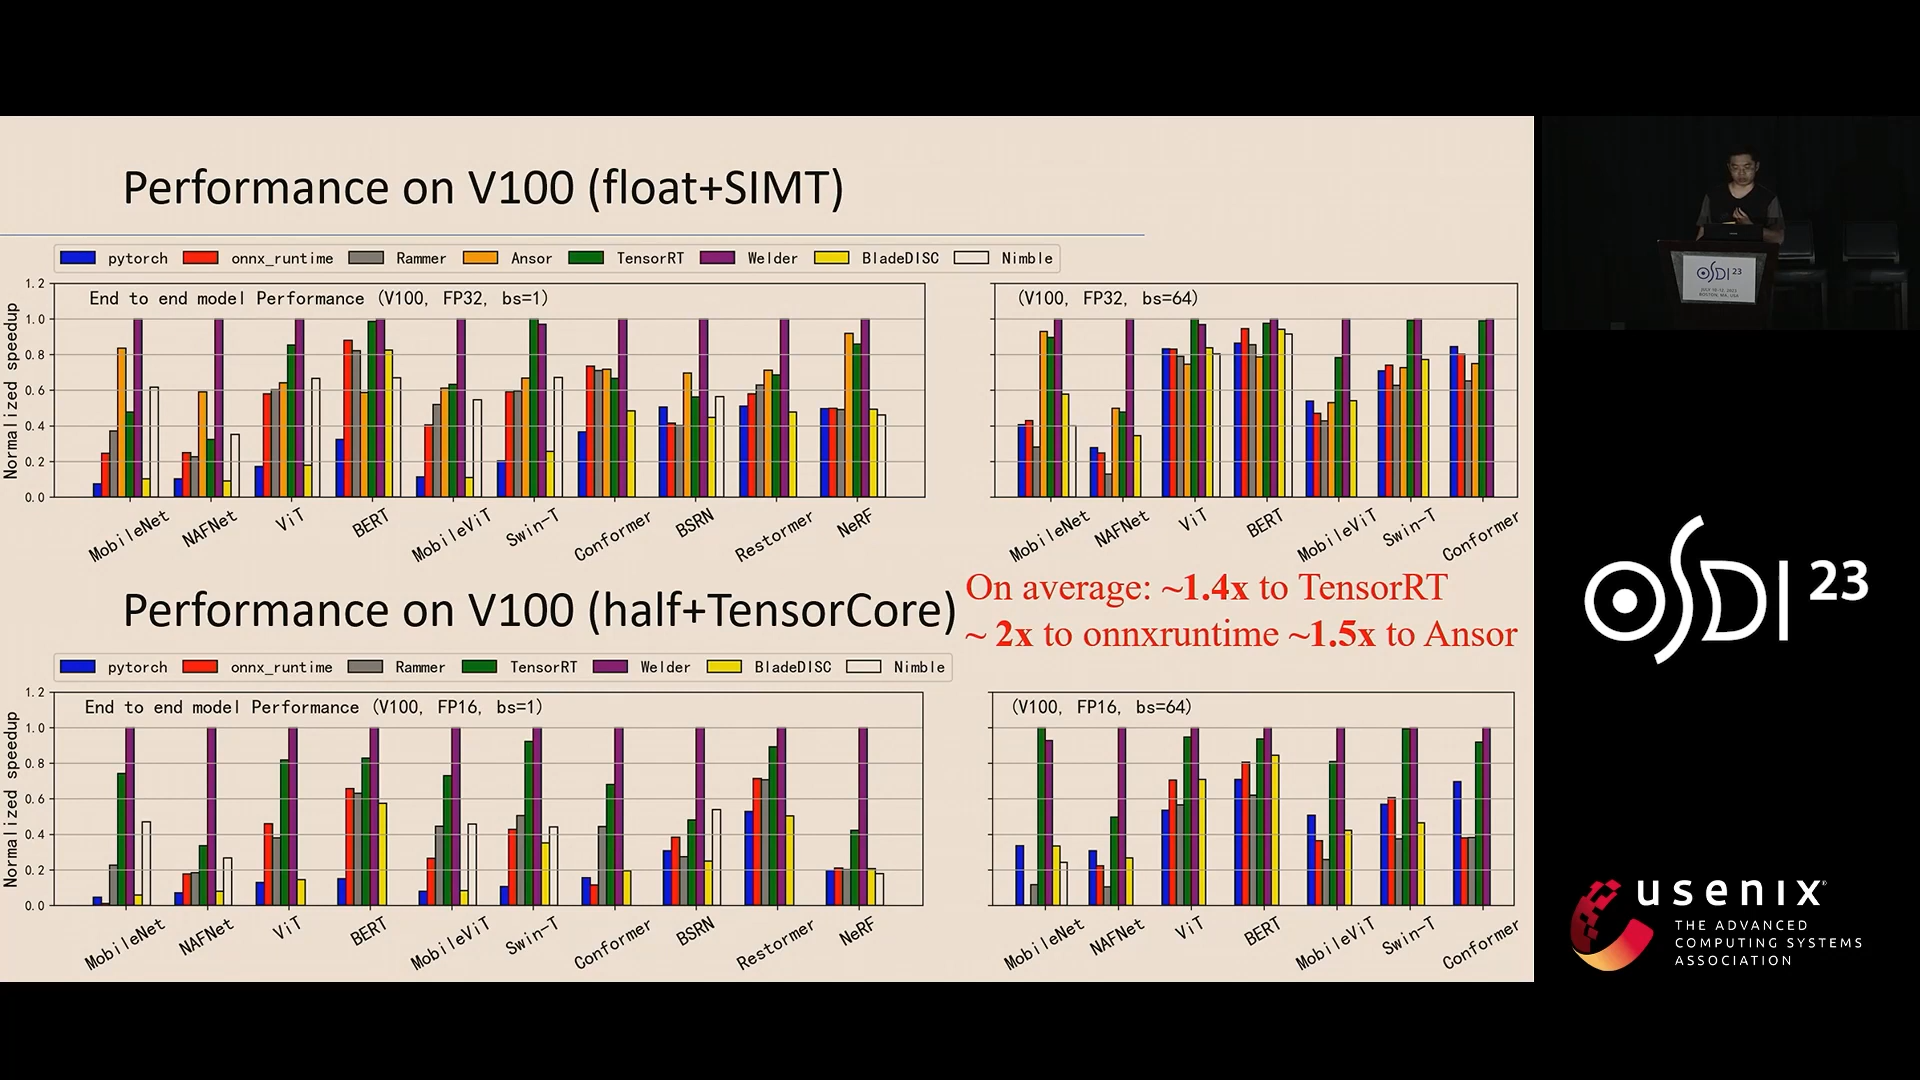 Performance on V100 (float+SIMT)
pytorch onnx_runtime Rammer Ansor TensorRT Welder BladeDISC Nimble
Normalized speedup
1.2
1.0
0.8
0.6
0.4
0.2
0.0
End to end model Performance (V100, FP32, bs=1)
MobileNet NAFNet ViT BERT MobileViT Swin-T Conformer BSRN Restormer NeRF
(V100, FP32, bs=64)
MobileNet NAFNet ViT BERT MobileViT Swin-T Conformer
On average: ~1.4x to TensorRT
~ 2x to onnxruntime ~1.5x to Ansor
Performance on V100 (half+TensorCore)
pytorch onnx_runtime Rammer TensorRT Welder BladeDISC Nimble
Normalized speedup
1.2
1.0
0.8
0.6
0.4
0.2
0.0
End to end model Performance (V100, FP16, bs=1)
MobileNet NAFNet ViT BERT MobileViT Swin-T Conformer BSRN Restormer NeRF
(V100, FP16, bs=64)
MobileNet NAFNet ViT BERT MobileViT Swin-T Conformer
OSDI 23
OSDI 23
usenix
THE ADVANCED
COMPUTING SYSTEMS
ASSOCIATION